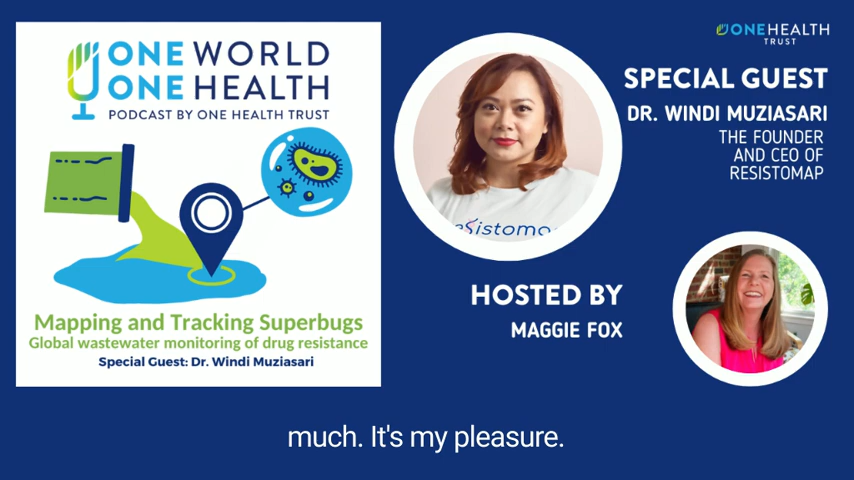 ONE WORLD
ONE HEALTH
PODCAST BY ONE HEALTH TRUST
Mapping and Tracking Superbugs
Global wastewater monitoring of drug resistance
Special Guest: Dr. Windi Muziasari
ONEHEALTH
TRUST
SPECIAL GUEST
DR. WINDI MUZIASARI
THE FOUNDER
AND CEO OF
RESISTOMAP
HOSTED BY
MAGGIE FOX
much. It's my pleasure.